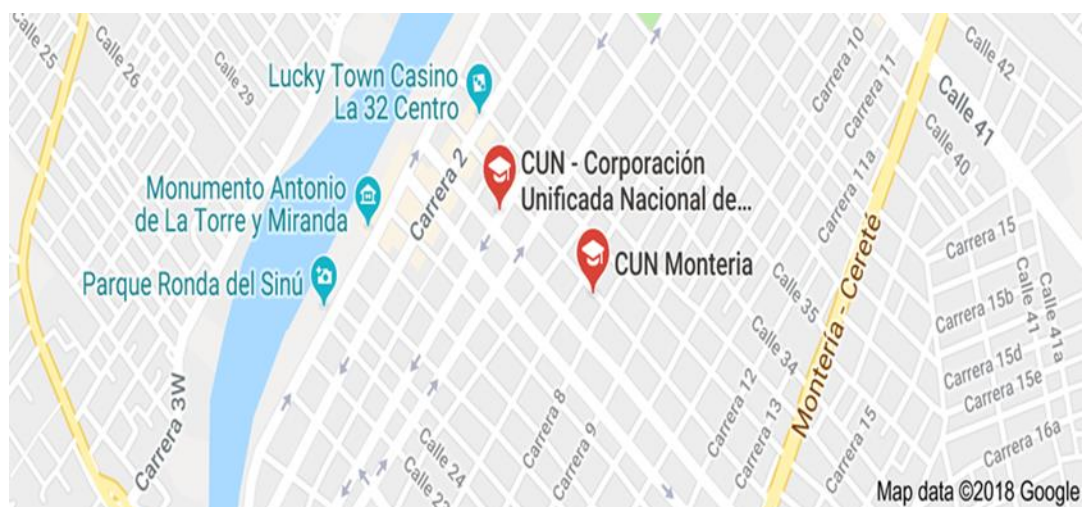 Calle 25
Calle 26
Calle 29
Lucky Town Casino
La 32 Centro
Carrera 2
CUN - Corporación
Unificada Nacional de...
Monumento Antonio
de La Torre y Miranda
CUN Monteria
Parque Ronda del Sinú
Carrera 3W
Carrera 10
Carrera 11
Carrera 11a
Calle 42
Calle 41
Calle 40
Carrera 15
Calle 41
Calle 41a
Carrera 15b
Calle 35
Calle 34
Montería - Cereté
Carrera 15d
Carrera 15e
Carrera 12
Carrera 13
Carrera 15
Carrera 16a
Carrera 8
Carrera 9
Calle 24
Map data ©2018 Google